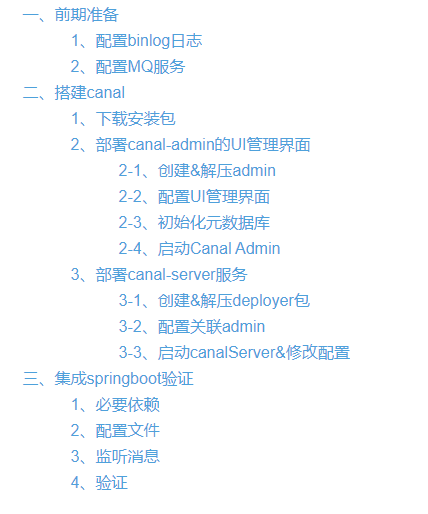 一、前期准备
1、配置binlog日志
2、配置MQ服务
二、搭建canal
1、下载安装包
2、部署canal-admin的UI管理界面
2-1、创建&解压admin
2-2、配置UI管理界面
2-3、初始化元数据库
2-4、启动Canal Admin
3、部署canal-server服务
3-1、创建&解压deployer包
3-2、配置关联admin
3-3、启动canalServer&修改配置
三、集成springboot验证
1、必要依赖
2、配置文件
3、监听消息
4、验证